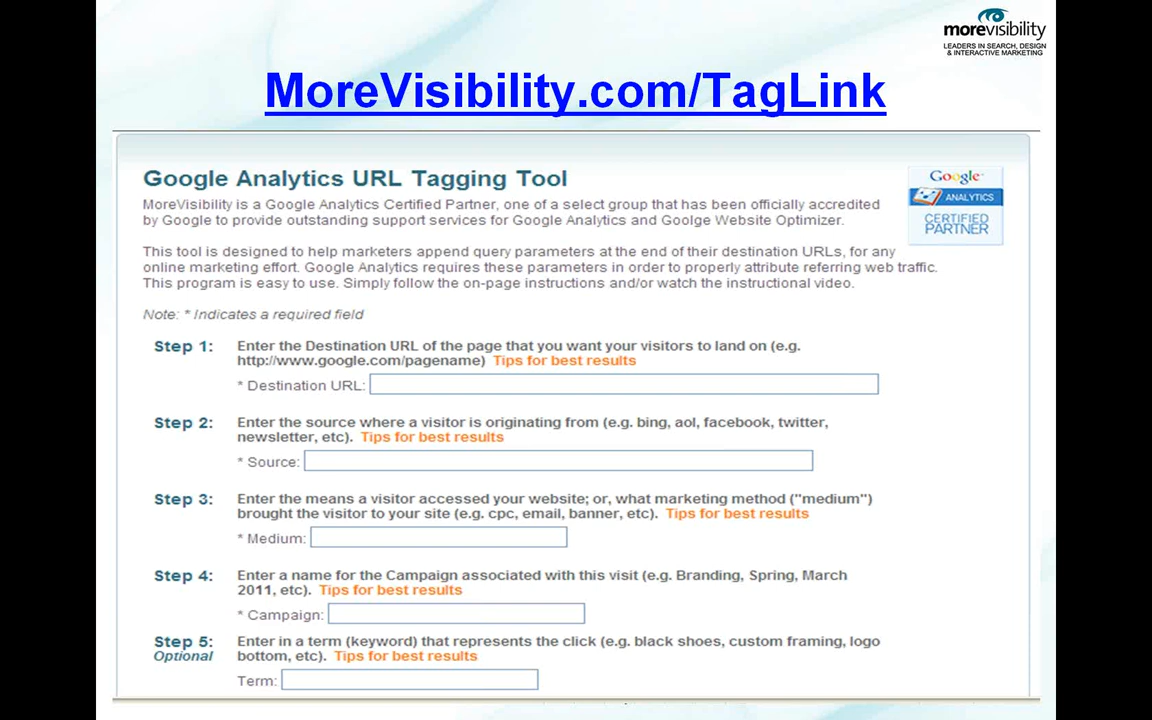 morevisibility
LEADERS IN SEARCH, DESIGN
& INTERACTIVE MARKETING
MoreVisibility.com/TagLink
Google Analytics URL Tagging Tool
MoreVisibility is a Google Analytics Certified Partner, one of a select group that has been officially accredited
by Google to provide outstanding support services for Google Analytics and Goolge Website Optimizer.
Google
ANALYTICS
CERTIFIED
PARTNER
This tool is designed to help marketers append query parameters at the end of their destination URLs, for any
online marketing effort. Google Analytics requires these parameters in order to properly attribute referring web traffic.
This program is easy to use. Simply follow the on-page instructions and/or watch the instructional video.
Note: * Indicates a required field
Step 1: Enter the Destination URL of the page that you want your visitors to land on (e.g.
http://www.google.com/pagename) Tips for best results
* Destination URL:
Step 2: Enter the source where a visitor is originating from (e.g. bing, aol, facebook, twitter,
newsletter, etc). Tips for best results
* Source:
Step 3: Enter the means a visitor accessed your website; or, what marketing method ("medium")
brought the visitor to your site (e.g. cpc, email, banner, etc). Tips for best results
* Medium:
Step 4: Enter a name for the Campaign associated with this visit (e.g. Branding, Spring, March
2011, etc). Tips for best results
* Campaign:
Step 5: Enter in a term (keyword) that represents the click (e.g. black shoes, custom framing, logo
Optional bottom, etc). Tips for best results
Term: